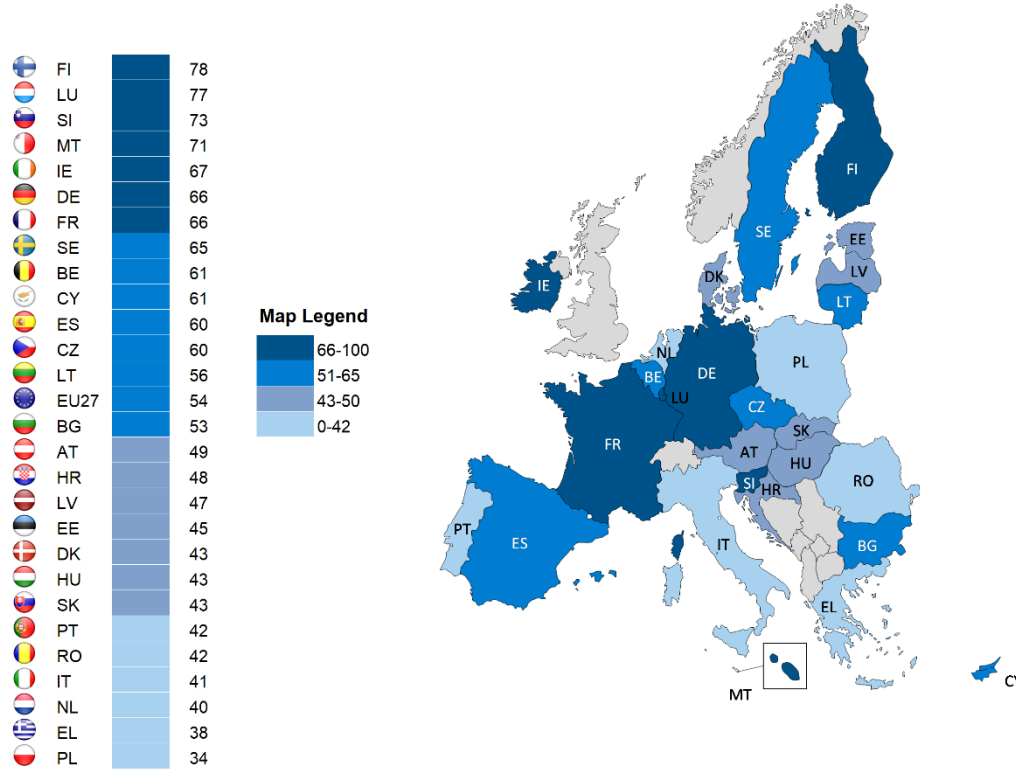 FI 78
LU 77
SI 73
MT 71
IE 67
DE 66
FR 66
SE 65
BE 61
CY 61
ES 60
CZ 60
LT 56
EU27 54
BG 53
AT 49
HR 48
LV 47
EE 45
DK 43
HU 43
SK 43
PT 42
RO 42
IT 41
NL 40
EL 38
PL 34
Map Legend
66-100
51-65
43-50
0-42
FI
SE
EE
LV
DK
LT
IE
NL
PL
BE
DE
LU
CZ
SK
FR
AT
HU
SI
HR
RO
PT
ES
IT
BG
EL
MT
CY